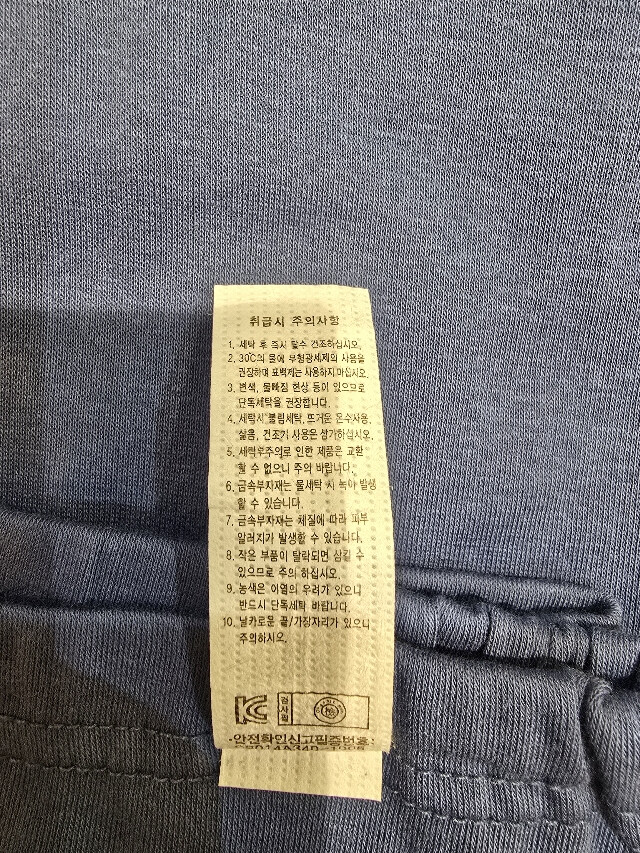 취급시 주의사항
1. 세탁 후 즉시 탈수 건조하십시오.
2. 30℃의 물에 무형광세제의 사용을
권장하며 표백제는 사용하지 마십시오.
3. 변색, 물빠짐 현상 등이 있으므로
단독세탁을 권장합니다.
4. 세탁시 불림세탁, 뜨거운 온수사용,
삶음, 건조기 사용은 삼가하십시오.
5. 세탁부주의로 인한 제품은 교환
할 수 없으니 주의 바랍니다.
6. 금속부자재는 물세탁 시 녹이 발생
할 수 있습니다.
7. 금속부자재는 체질에 따라 피부
알러지가 발생할 수 있습니다.
8. 작은 부품이 탈락되면 삼킬 수
있으므로 주의 하십시오.
9. 농색은 이염의 우려가 있으니
반드시 단독세탁 바랍니다.
10. 날카로운 끝/가장자리가 있으니
주의하십시오.
검사필
안전확인신고필증번호: